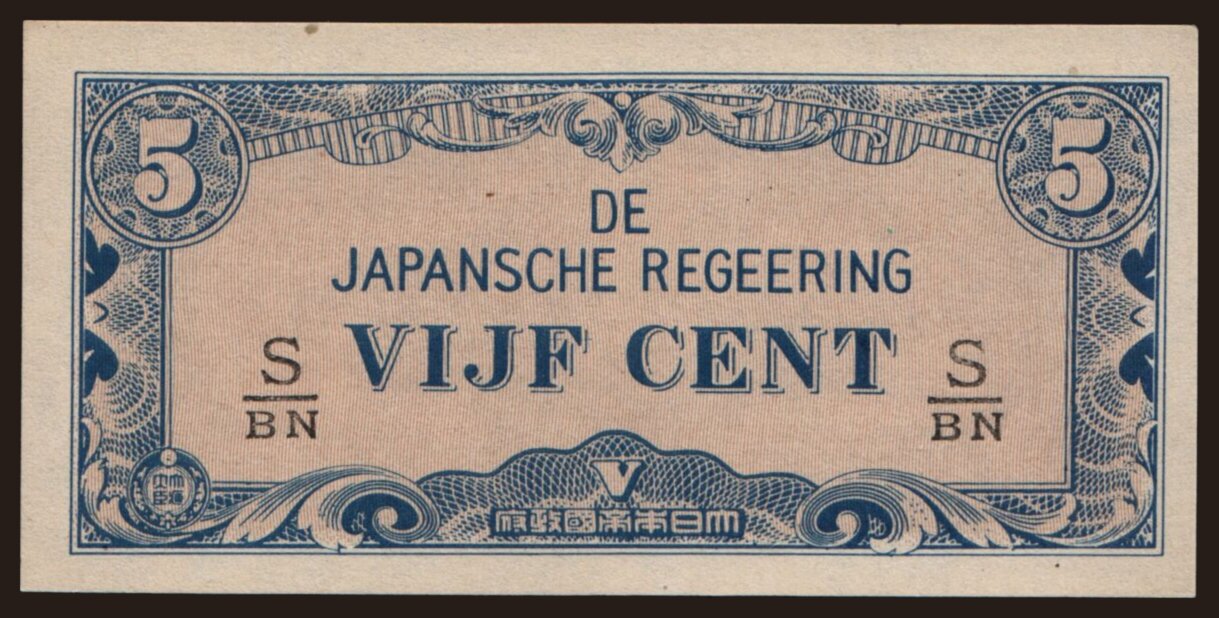 5 5
DE
JAPANSCHE REGEERING
VIJF CENT
S S
BN BN
V
府政國帝本日大